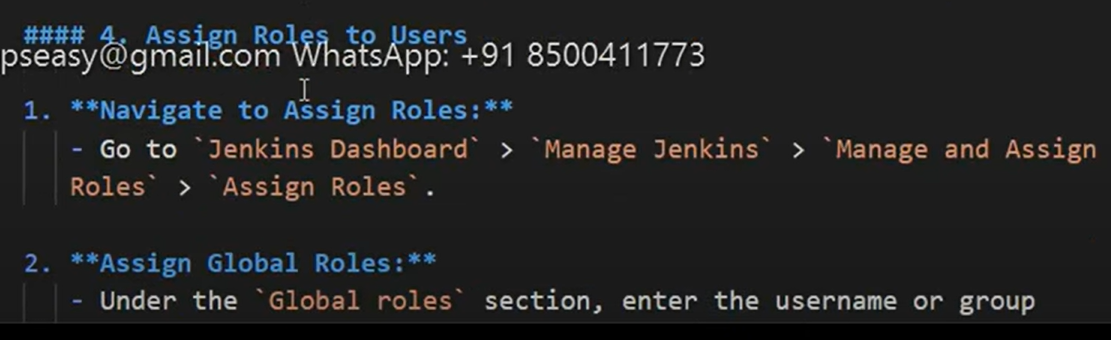 #### 4. Assign Roles to Users
pseasy@gmail.com WhatsApp: +91 8500411773
1. **Navigate to Assign Roles:**
- Go to `Jenkins Dashboard` > `Manage Jenkins` > `Manage and Assign
Roles` > `Assign Roles`.
2. **Assign Global Roles:**
- Under the `Global roles` section, enter the username or group